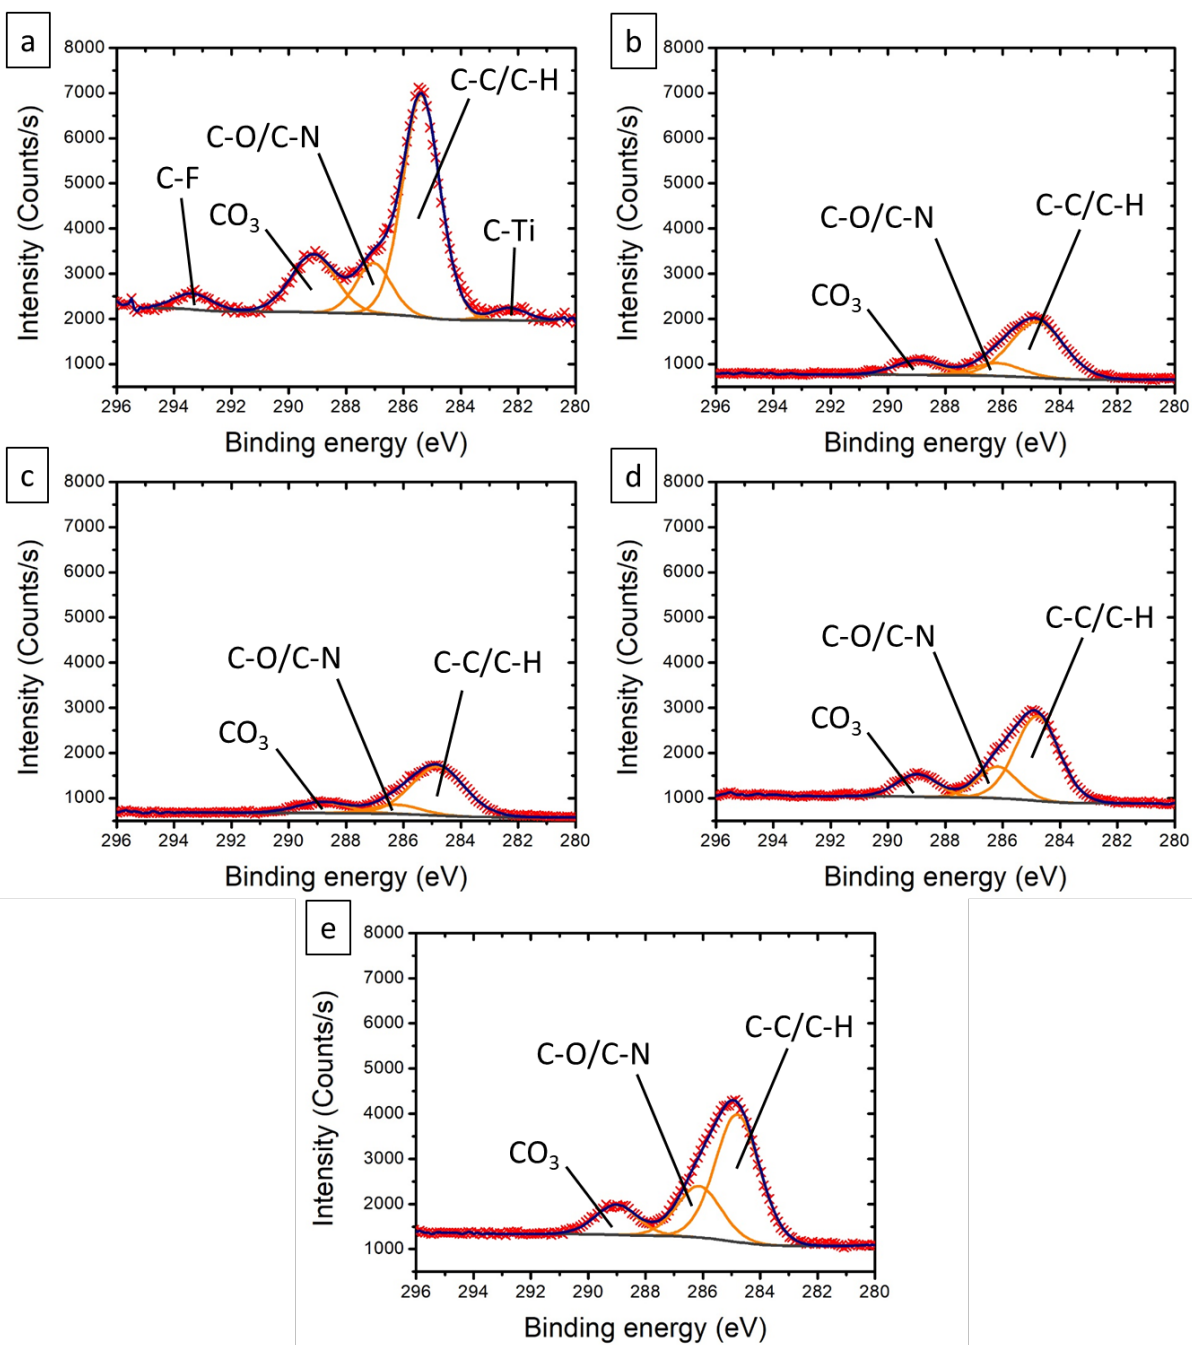 a
8000
7000
6000
5000
4000
3000
2000
1000
Intensity (Counts/s)
C-C/C-H
C-O/C-N
C-F
CO₃
C-Ti
296 294 292 290 288 286 284 282 280
Binding energy (eV)
b
8000
7000
6000
5000
4000
3000
2000
1000
Intensity (Counts/s)
C-C/C-H
C-O/C-N
CO₃
296 294 292 290 288 286 284 282 280
Binding energy (eV)
c
8000
7000
6000
5000
4000
3000
2000
1000
Intensity (Counts/s)
C-O/C-N
C-C/C-H
CO₃
296 294 292 290 288 286 284 282 280
Binding energy (eV)
d
8000
7000
6000
5000
4000
3000
2000
1000
Intensity (Counts/s)
C-C/C-H
C-O/C-N
CO₃
296 294 292 290 288 286 284 282 280
Binding energy (eV)
e
8000
7000
6000
5000
4000
3000
2000
1000
Intensity (Counts/s)
C-C/C-H
C-O/C-N
CO₃
296 294 292 290 288 286 284 282 280
Binding energy (eV)